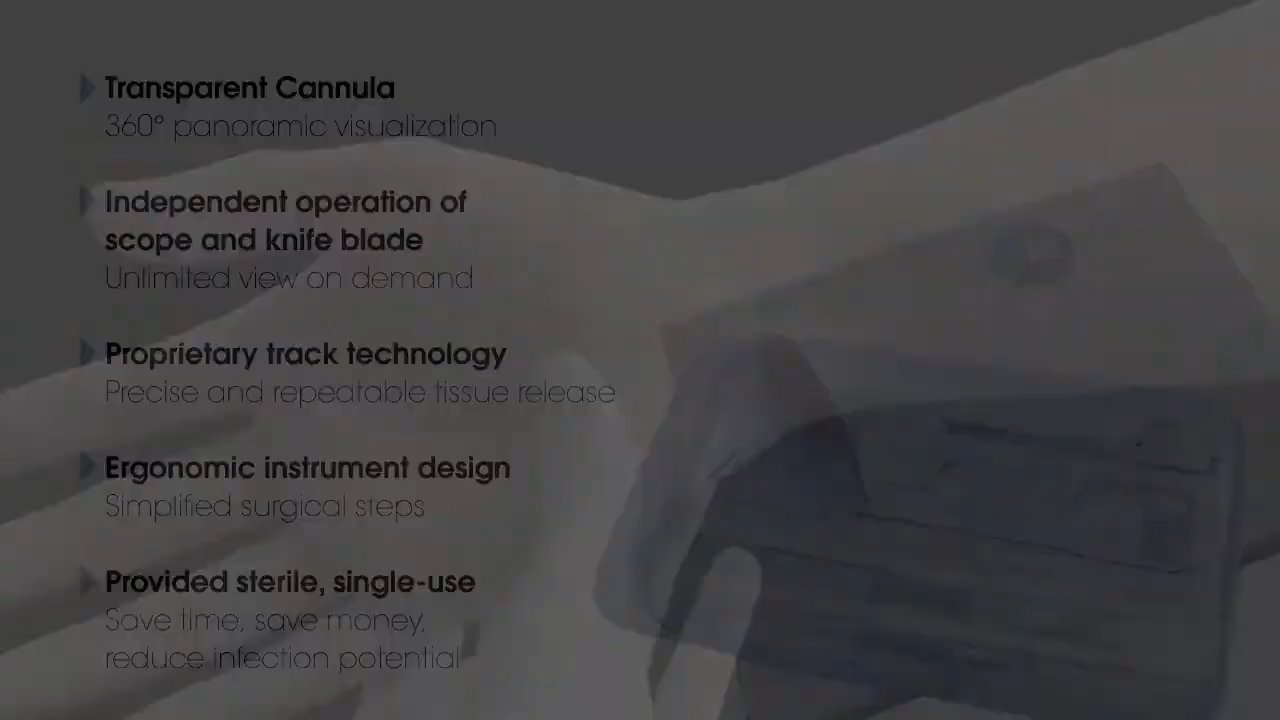 Transparent Cannula
360° panoramic visualization
Independent operation of
scope and knife blade
Unlimited view on demand
Proprietary track technology
Precise and repeatable tissue release
Ergonomic instrument design
Simplified surgical steps
Provided sterile, single-use
Save time, save money,
reduce infection potential